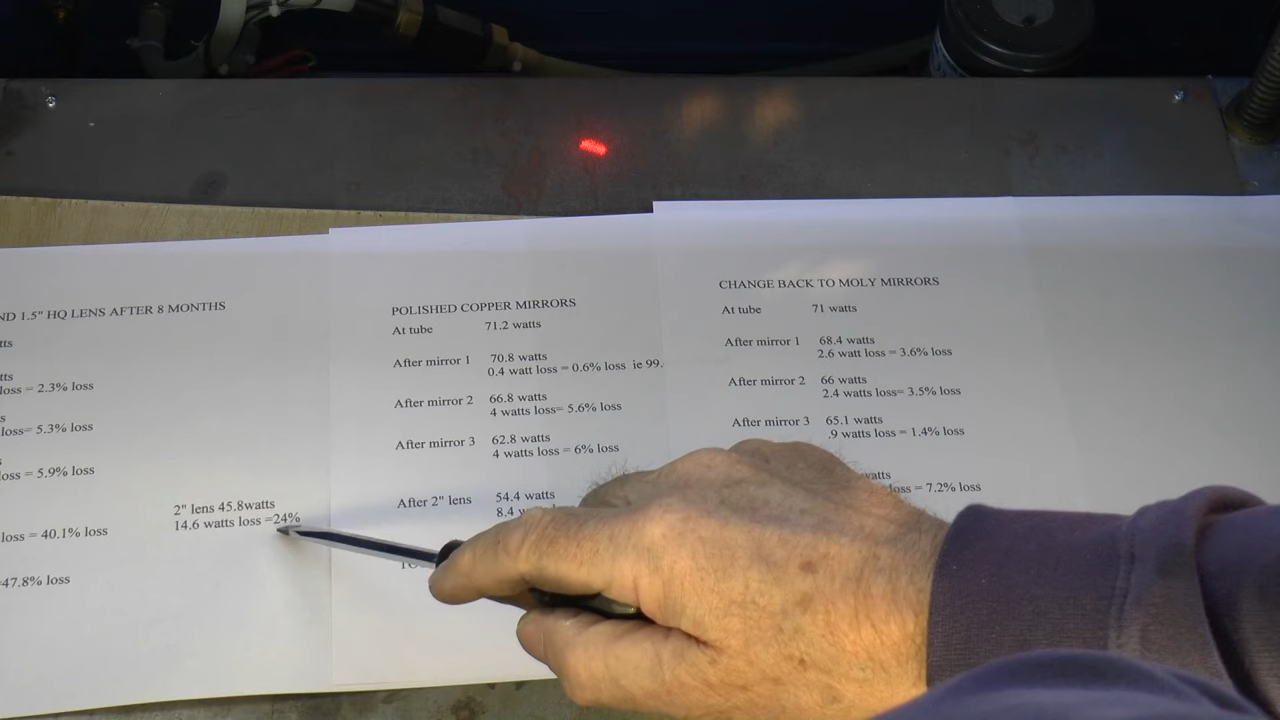 ND 1.5" HQ LENS AFTER 8 MONTHS
loss = 2.3% loss
loss= 5.3% loss
oss = 5.9% loss
2" lens 45.8watts
14.6 watts loss =24%
loss = 40.1% loss
47.8% loss
POLISHED COPPER MIRRORS
At tube 71.2 watts
After mirror 1 70.8 watts
0.4 watt loss = 0.6% loss ie 99.
After mirror 2 66.8 watts
4 watts loss= 5.6% loss
After mirror 3 62.8 watts
4 watts loss = 6% loss
After 2" lens 54.4 watts
8.4
CHANGE BACK TO MOLY MIRRORS
At tube 71 watts
After mirror 1 68.4 watts
2.6 watt loss = 3.6% loss
After mirror 2 66 watts
2.4 watts loss= 3.5% loss
After mirror 3 65.1 watts
.9 watts loss = 1.4% loss
watts
loss = 7.2% loss